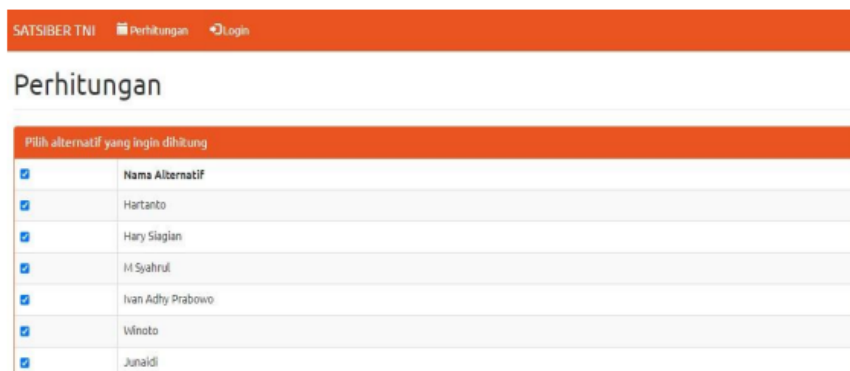 SATSIBER TNI Perhitungan Login
Perhitungan
Pilih alternatif yang ingin dihitung
Nama Alternatif
Hartanto
Hary Siagian
M Syahrul
Ivan Adhy Prabowo
Winoto
Junaidi